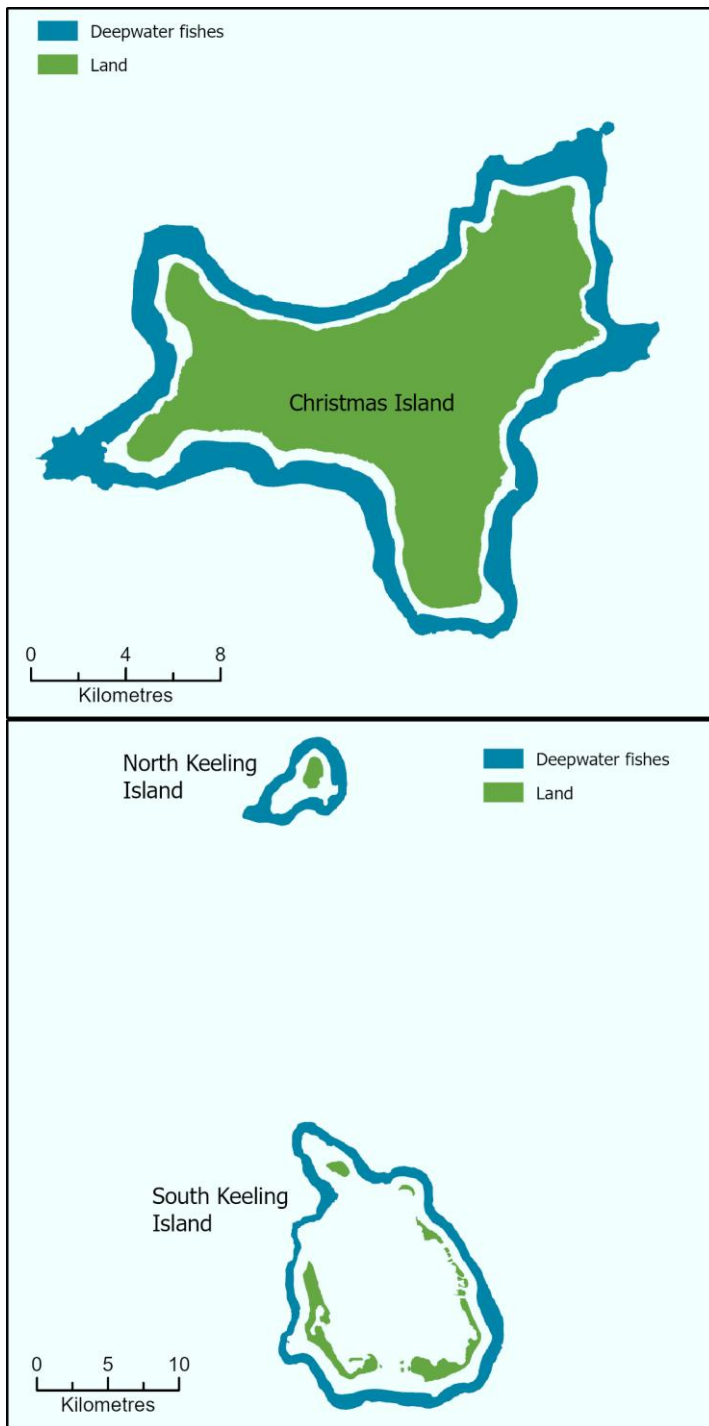 Deepwater fishes
Land
Christmas Island
0 4 8
Kilometres
North Keeling
Island
Deepwater fishes
Land
South Keeling
Island
0 5 10
Kilometres